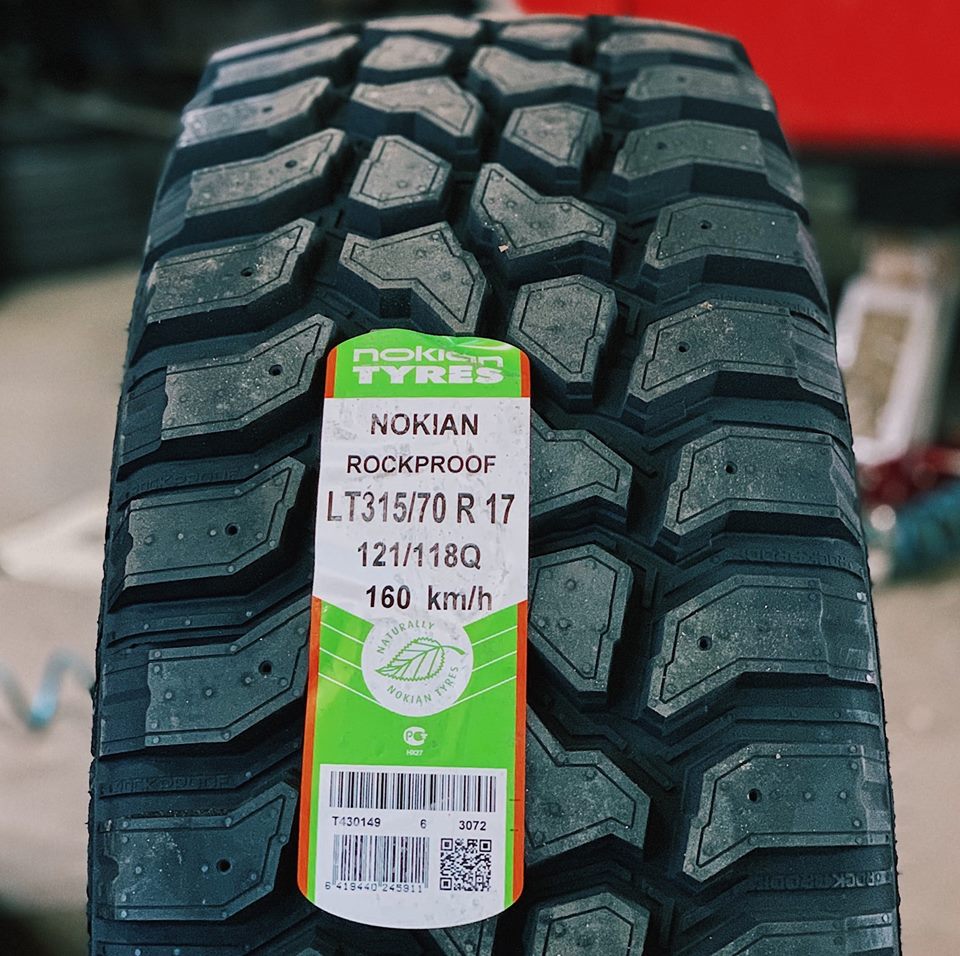 nokian
TYRES
NOKIAN
ROCKPROOF
LT315/70 R 17
121/118Q
160 km/h
NATURALLY
NOKIAN TYRES
HX27
T430149 6 3072
6 419440 245911